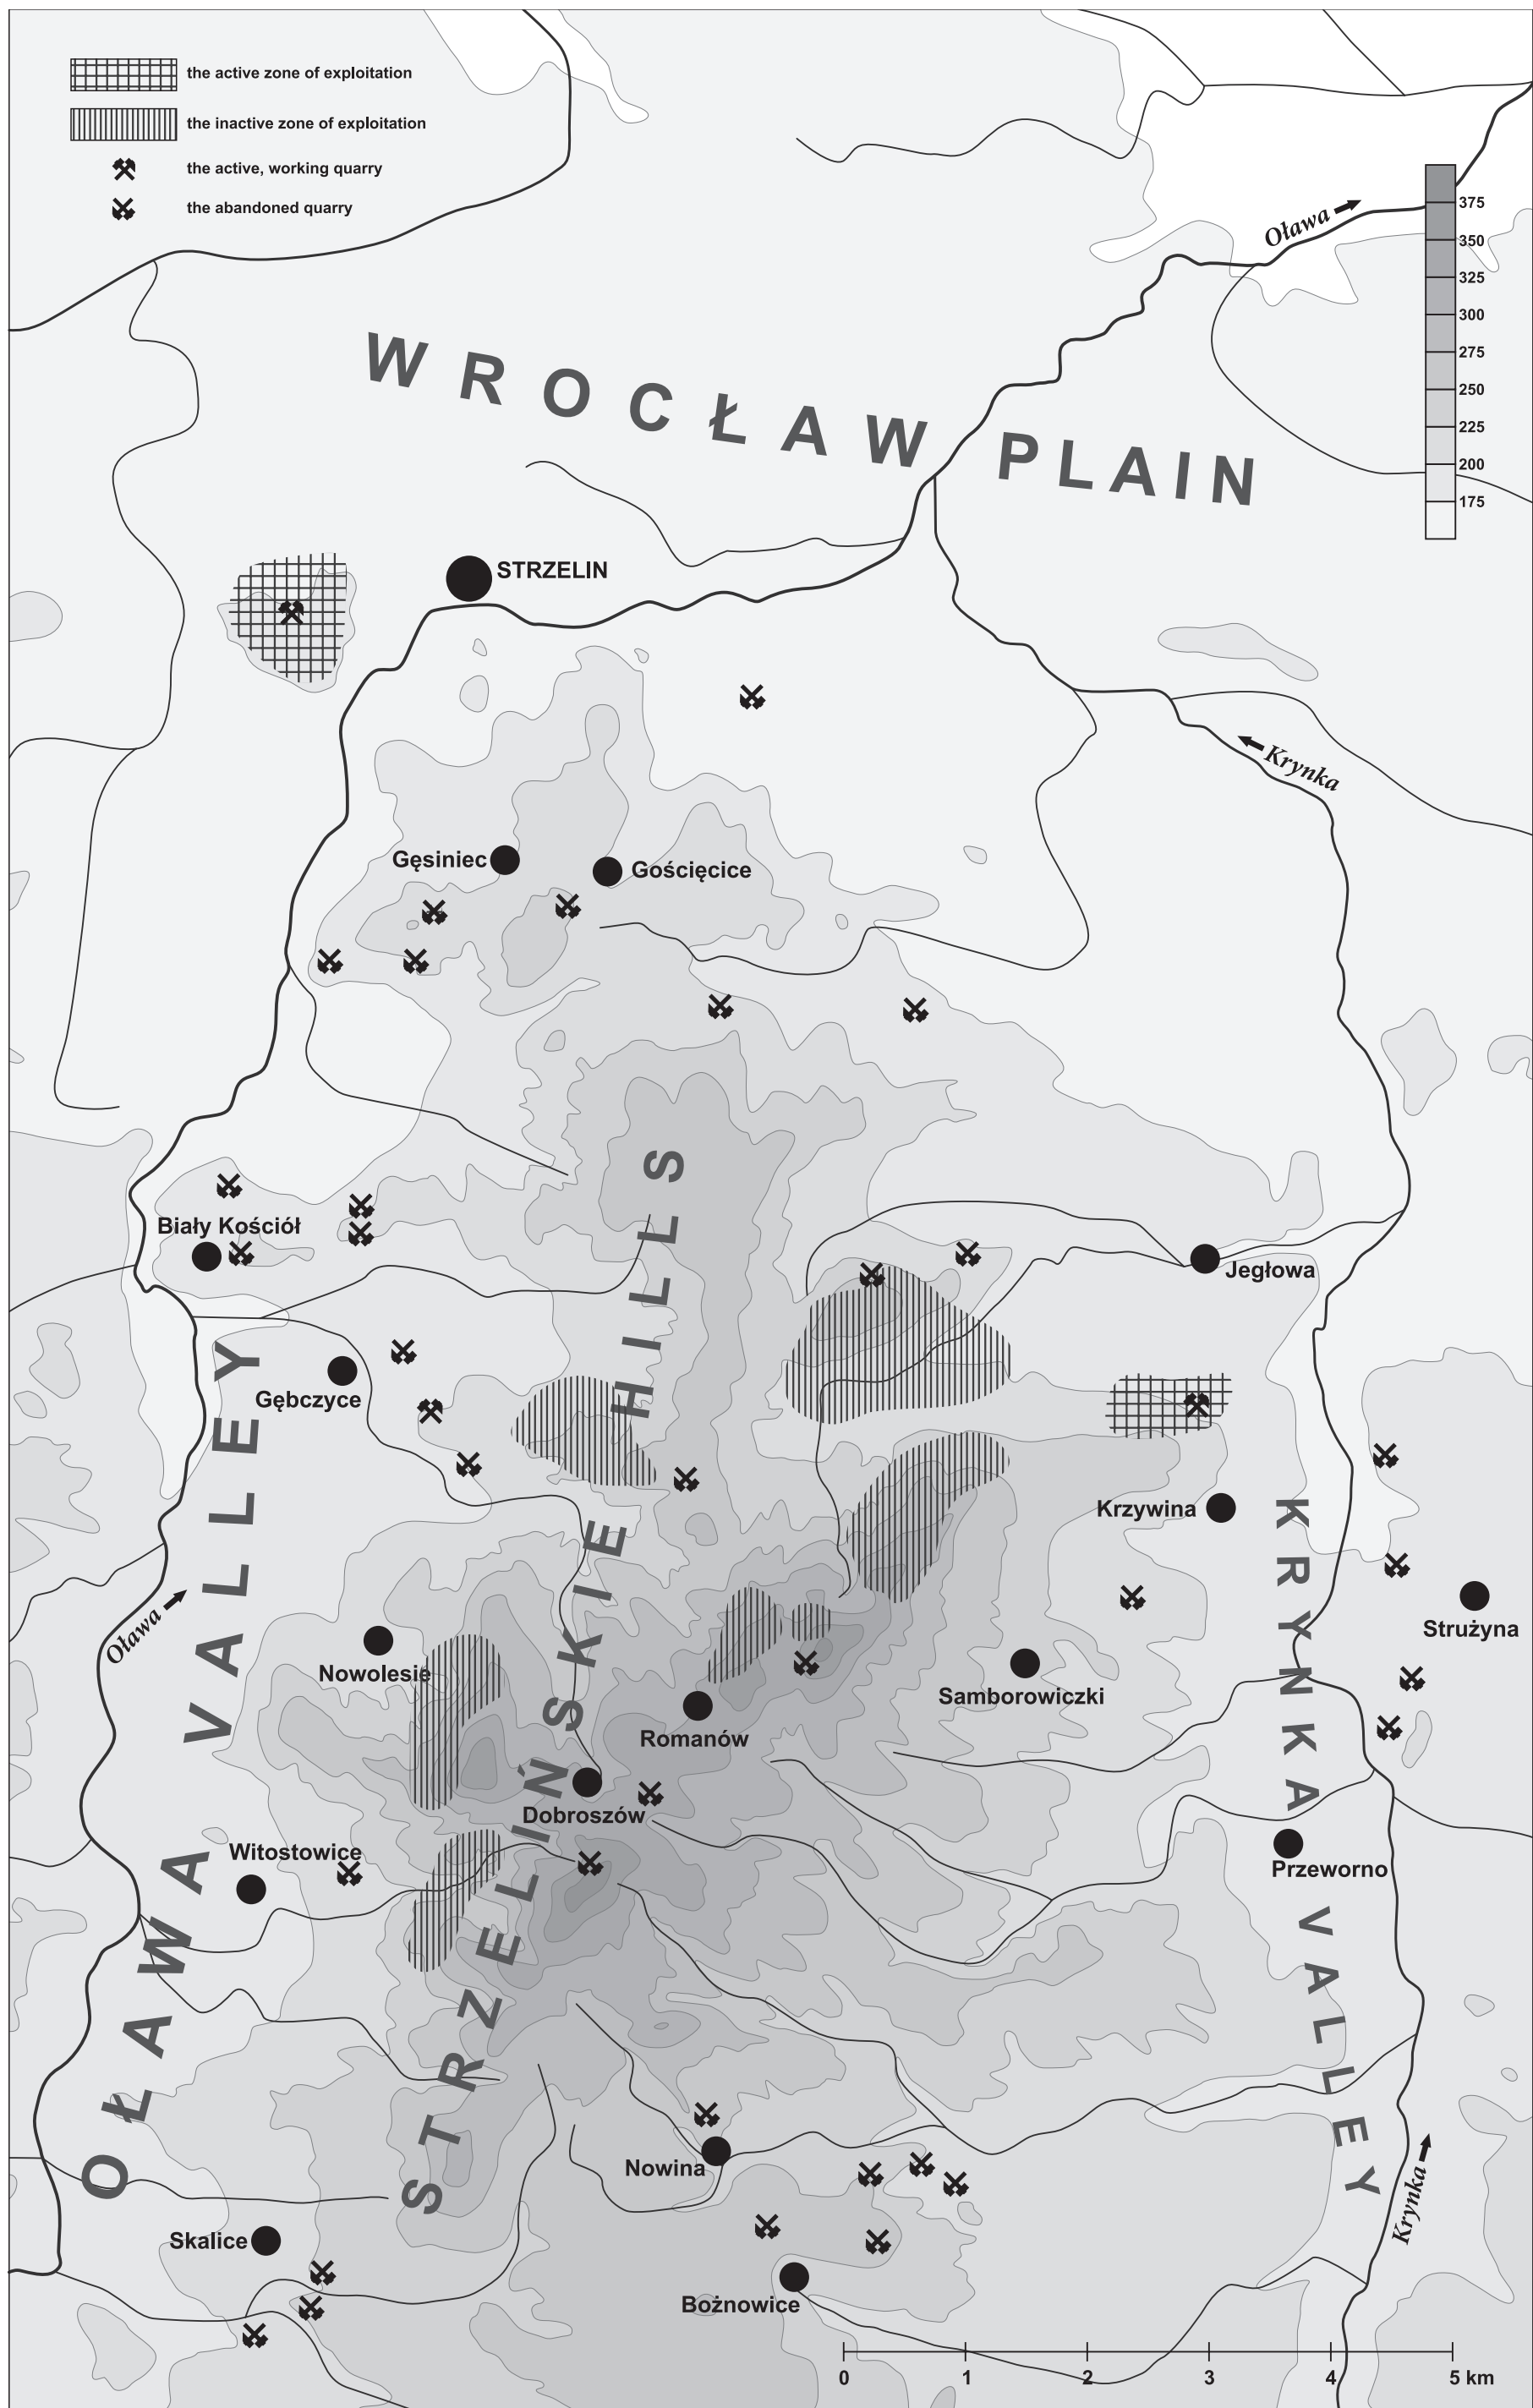 the active zone of exploitation
the inactive zone of exploitation
the active, working quarry
the abandoned quarry
375
350
325
300
275
250
225
200
175
Oława
WROCŁAW PLAIN
STRZELIN
Krynka
Gęsiniec
Gościęcice
Biały Kościół
Jegłowa
Gębczyce
Krzywina
Strużyna
Oława
Nowolesie
Samborowiczki
Romanów
Dobroszów
Witostowice
Przeworno
OŁAWA VALLEY
STRZELIŃSKIE HILLS
KRYNKA VALLEY
Nowina
Krynka
Skalice
Bożnowice
0 1 2 3 4 5 km